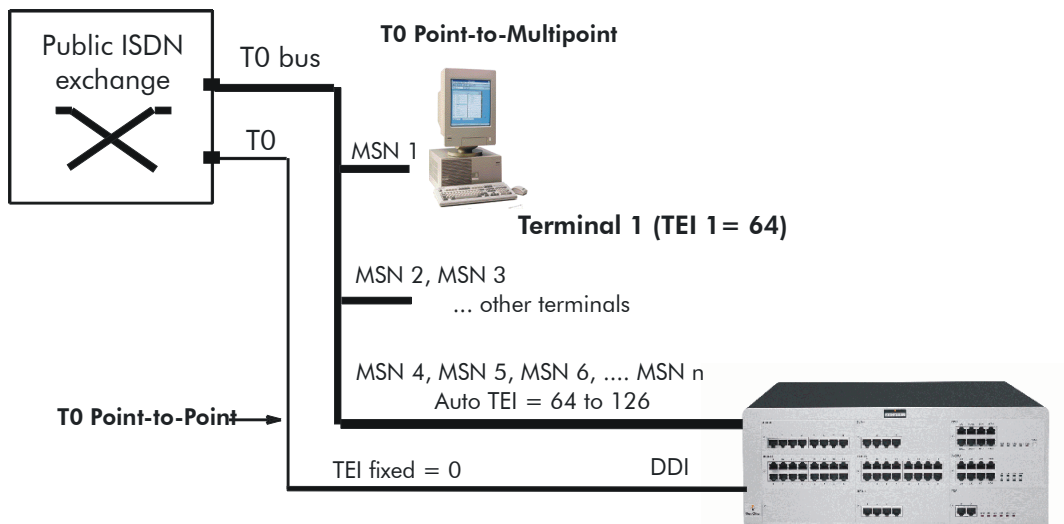 Public ISDN
exchange
T0 bus
T0
T0 Point-to-Multipoint
MSN 1
Terminal 1 (TEI 1= 64)
MSN 2, MSN 3
... other terminals
MSN 4, MSN 5, MSN 6, .... MSN n
Auto TEI = 64 to 126
T0 Point-to-Point
TEI fixed = 0
DDI